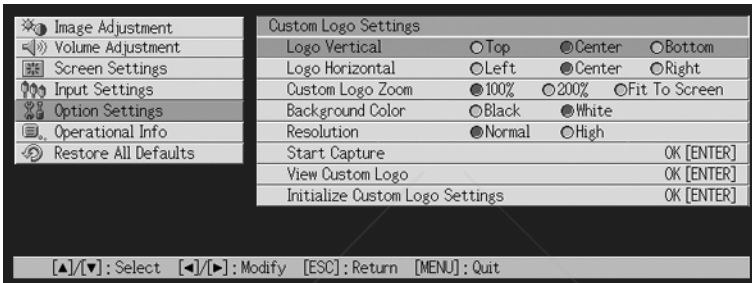 Image Adjustment
Volume Adjustment
Screen Settings
Input Settings
Option Settings
Operational Info
Restore All Defaults
Custom Logo Settings
Logo Vertical Top Center Bottom
Logo Horizontal Left Center Right
Custom Logo Zoom 100% 200% Fit To Screen
Background Color Black White
Resolution Normal High
Start Capture OK [ENTER]
View Custom Logo OK [ENTER]
Initialize Custom Logo Settings OK [ENTER]
[▲]/[▼] : Select [◀]/[▶] : Modify [ESC] : Return [MENU] : Quit